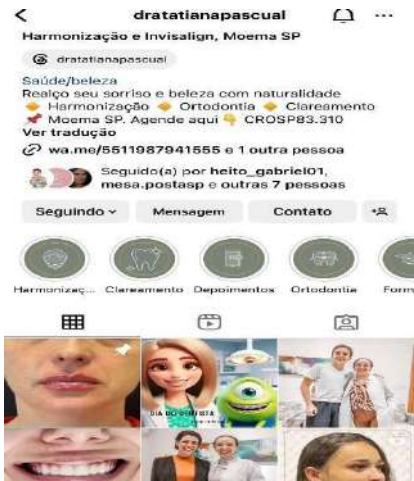 dratatianapascual
Harmonização e Invisalign, Moema SP
dratatianapascual
Saúde/beleza
Realço seu sorriso e beleza com naturalidade
Harmonização Ortodontia Clareamento
Moema SP. Agende aqui CROSP83.310
Ver tradução
wa.me/5511987941555 e 1 outra pessoa
Seguido(a) por heito_gabriel01,
mesa.postasp e outras 7 pessoas
Seguindo Mensagem Contato
Harmonizaç... Clareamento Depoimentos Ortodontia Form
DIA DO DENTISTA